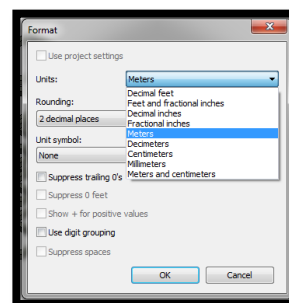 Format
Use project settings
Units:
Meters
Decimal feet
Feet and fractional inches
Decimal inches
Fractional inches
Meters
Decimeters
Centimeters
Millimeters
Meters and centimeters
Rounding:
2 decimal places
Unit symbol:
None
Suppress trailing 0's
Suppress 0 feet
Show + for positive values
Use digit grouping
Suppress spaces
OK
Cancel